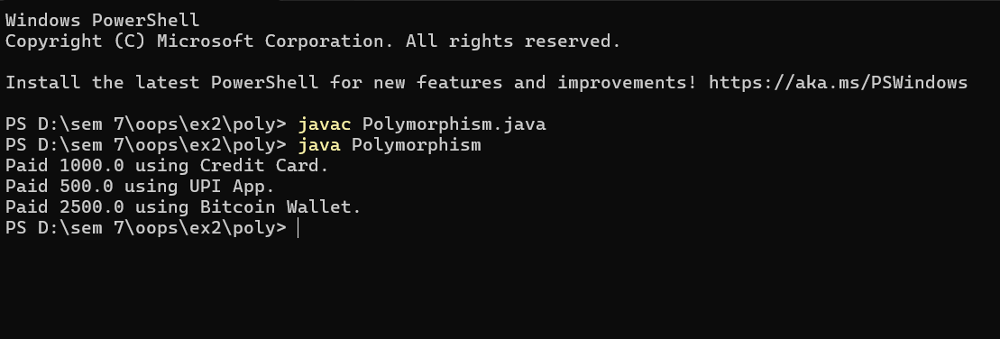 Windows PowerShell
Copyright (C) Microsoft Corporation. All rights reserved.
Install the latest PowerShell for new features and improvements! https://aka.ms/PSWindows
PS D:\sem 7\oops\ex2\poly> javac Polymorphism.java
PS D:\sem 7\oops\ex2\poly> java Polymorphism
Paid 1000.0 using Credit Card.
Paid 500.0 using UPI App.
Paid 2500.0 using Bitcoin Wallet.
PS D:\sem 7\oops\ex2\poly>